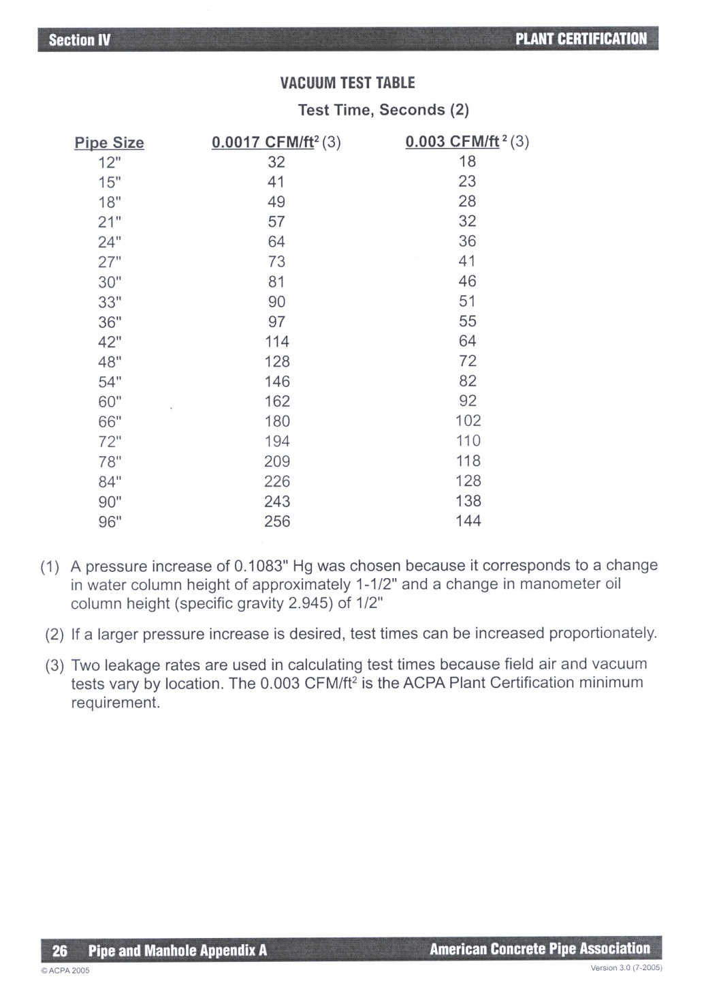 Section IV PLANT CERTIFICATION
VACUUM TEST TABLE
Test Time, Seconds (2)
Pipe Size 0.0017 CFM/ft² (3) 0.003 CFM/ft² (3)
12" 32 18
15" 41 23
18" 49 28
21" 57 32
24" 64 36
27" 73 41
30" 81 46
33" 90 51
36" 97 55
42" 114 64
48" 128 72
54" 146 82
60" 162 92
66" 180 102
72" 194 110
78" 209 118
84" 226 128
90" 243 138
96" 256 144
(1) A pressure increase of 0.1083" Hg was chosen because it corresponds to a change
in water column height of approximately 1-1/2" and a change in manometer oil
column height (specific gravity 2.945) of 1/2"
(2) If a larger pressure increase is desired, test times can be increased proportionately.
(3) Two leakage rates are used in calculating test times because field air and vacuum
tests vary by location. The 0.003 CFM/ft² is the ACPA Plant Certification minimum
requirement.
26 Pipe and Manhole Appendix A American Concrete Pipe Association
© ACPA 2005 Version 3.0 (7-2005)